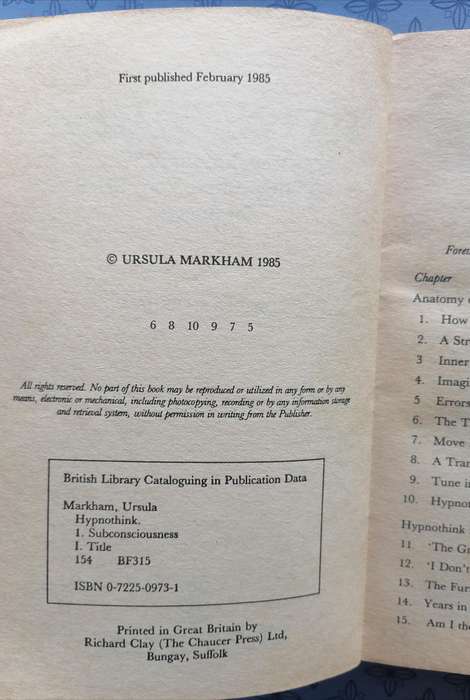 First published February 1985
© URSULA MARKHAM 1985
6 8 10 9 7 5
All rights reserved. No part of this book may be reproduced or utilized in any form or by any
means, electronic or mechanical, including photocopying, recording or by any information storage
and retrieval system, without permission in writing from the Publisher.
British Library Cataloguing in Publication Data
Markham, Ursula
Hypnothink.
1. Subconsciousness
I. Title
154 BF315
ISBN 0-7225-0973-1
Printed in Great Britain by
Richard Clay (The Chaucer Press) Ltd,
Bungay, Suffolk
Chapter
Anatomy
1. How
2. A
3 Inner
4.
5 Errors
6. The
7. Move
8. A
9. Tune
10.
Hypnothink
11. 'The
12. 'I Don't
13. The
14. Years in
15. Am I